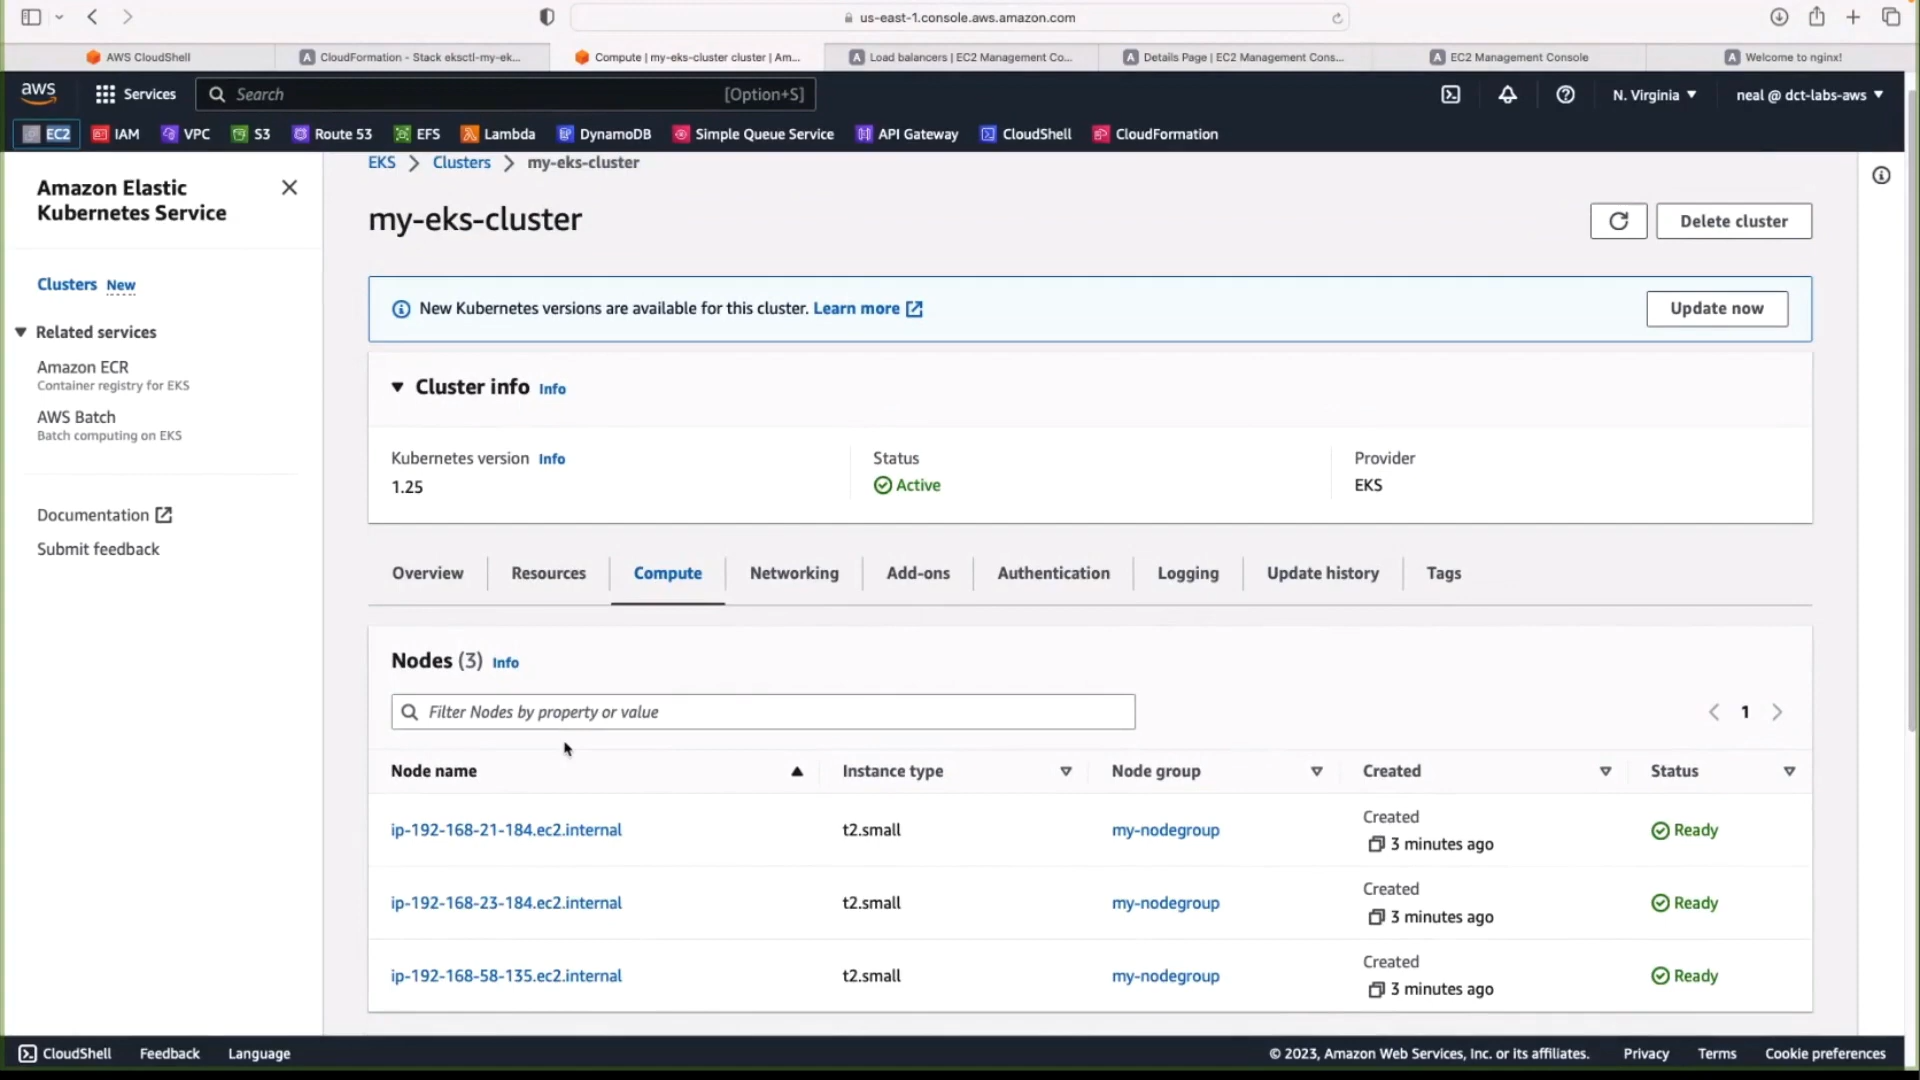 us-east-1.console.aws.amazon.com
AWS CloudShell
CloudFormation - Stack eksctl-my-ek...
Compute | my-eks-cluster cluster | Am...
Load balancers | EC2 Management Co...
Details Page | EC2 Management Cons...
EC2 Management Console
Welcome to nginx!
aws
Services
Search
[Option+S]
N. Virginia
neal @ dct-labs-aws
EC2
IAM
VPC
S3
Route 53
EFS
Lambda
DynamoDB
Simple Queue Service
API Gateway
CloudShell
CloudFormation
Amazon Elastic
Kubernetes Service
Clusters New
Related services
Amazon ECR
Container registry for EKS
AWS Batch
Batch computing on EKS
Documentation
Submit feedback
EKS > Clusters > my-eks-cluster
my-eks-cluster
Delete cluster
New Kubernetes versions are available for this cluster. Learn more
Update now
Cluster info Info
Kubernetes version Info
1.25
Status
Active
Provider
EKS
Overview
Resources
Compute
Networking
Add-ons
Authentication
Logging
Update history
Tags
Nodes (3) Info
Filter Nodes by property or value
1
Node name
Instance type
Node group
Created
Status
ip-192-168-21-184.ec2.internal
t2.small
my-nodegroup
Created
3 minutes ago
Ready
ip-192-168-23-184.ec2.internal
t2.small
my-nodegroup
Created
3 minutes ago
Ready
ip-192-168-58-135.ec2.internal
t2.small
my-nodegroup
Created
3 minutes ago
Ready
CloudShell
Feedback
Language
© 2023, Amazon Web Services, Inc. or its affiliates.
Privacy
Terms
Cookie preferences